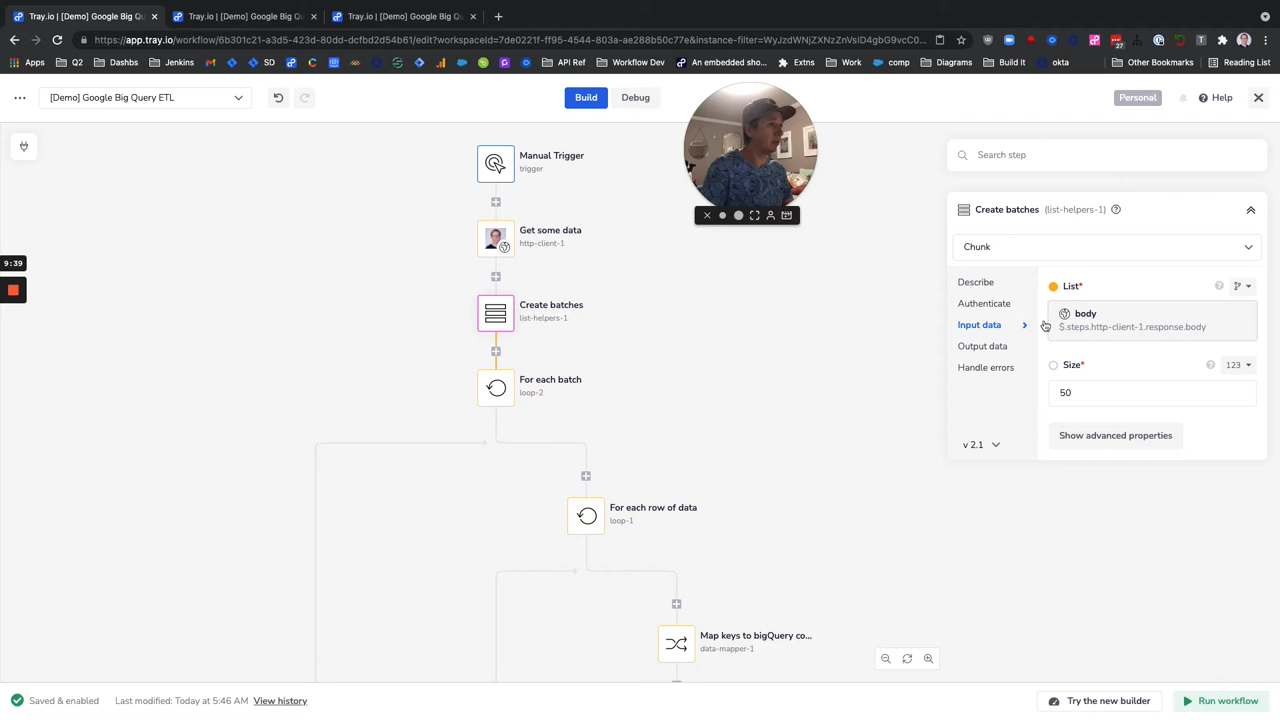 Tray.io | [Demo] Google Big Qu
Tray.io | [Demo] Google Big Qu
Tray.io | [Demo] Google Big Qu
https://app.tray.io/workflow/6b301c21-a3d5-423d-80dd-dcfbd2d54b61/edit?workspaceId=7de0221f-ff95-4544-803a-ae288b50c77e&instance-filter=WyJzdWNjZXNzZnVsID4gbG9vcC0...
27
Apps
Q2
Dashbs
Jenkins
SD
API Ref
Workflow Dev
An embedded sho...
Extns
Work
comp
Diagrams
Build It
okta
Other Bookmarks
Reading List
[Demo] Google Big Query ETL
Build
Debug
Personal
Help
Manual Trigger
trigger
Search step
Get some data
http-client-1
Create batches (list-helpers-1)
Chunk
9:39
Describe
Authenticate
Input data
Output data
Handle errors
v 2.1
List*
body
$.steps.http-client-1.response.body
Size*
123
50
Show advanced properties
Create batches
list-helpers-1
For each batch
loop-2
For each row of data
loop-1
Map keys to bigQuery co...
data-mapper-1
Saved & enabled
Last modified: Today at 5:46 AM
View history
Try the new builder
Run workflow